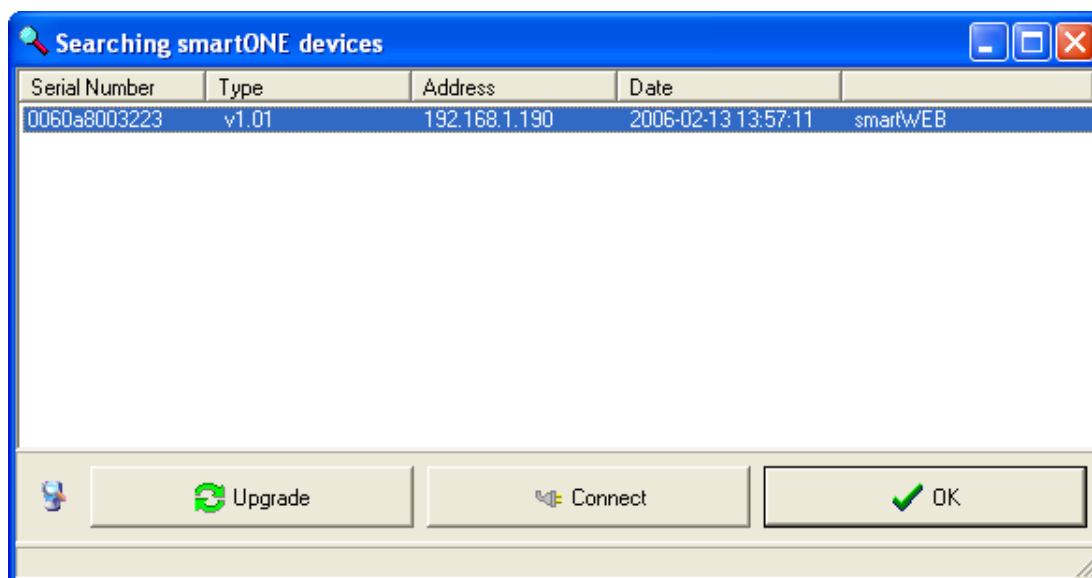 Searching smartONE devices
Serial Number Type Address Date
0060a8003223 v1.01 192.168.1.190 2006-02-13 13:57:11 smartWEB
Upgrade Connect OK